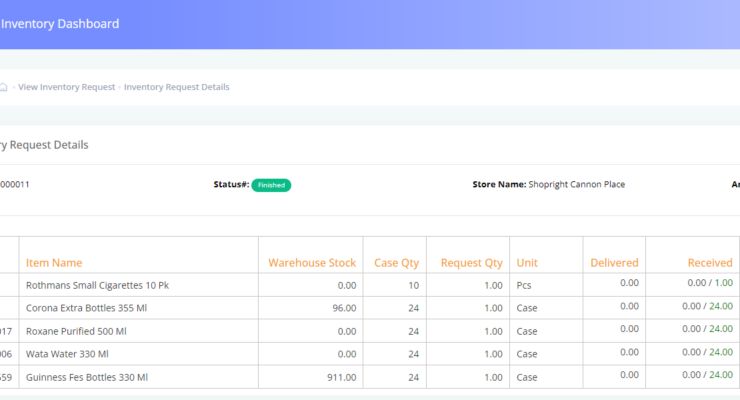 Inventory Dashboard
· View Inventory Request · Inventory Request Details
ry Request Details
000011 Status#: Finished Store Name: Shopright Cannon Place Ar
Item Name Warehouse Stock Case Qty Request Qty Unit Delivered Received
Rothmans Small Cigarettes 10 Pk 0.00 10 1.00 Pcs 0.00 0.00 / 1.00
Corona Extra Bottles 355 Ml 96.00 24 1.00 Case 0.00 0.00 / 24.00
017 Roxane Purified 500 Ml 0.00 24 1.00 Case 0.00 0.00 / 24.00
006 Wata Water 330 Ml 0.00 24 1.00 Case 0.00 0.00 / 24.00
559 Guinness Fes Bottles 330 Ml 911.00 24 1.00 Case 0.00 0.00 / 24.00